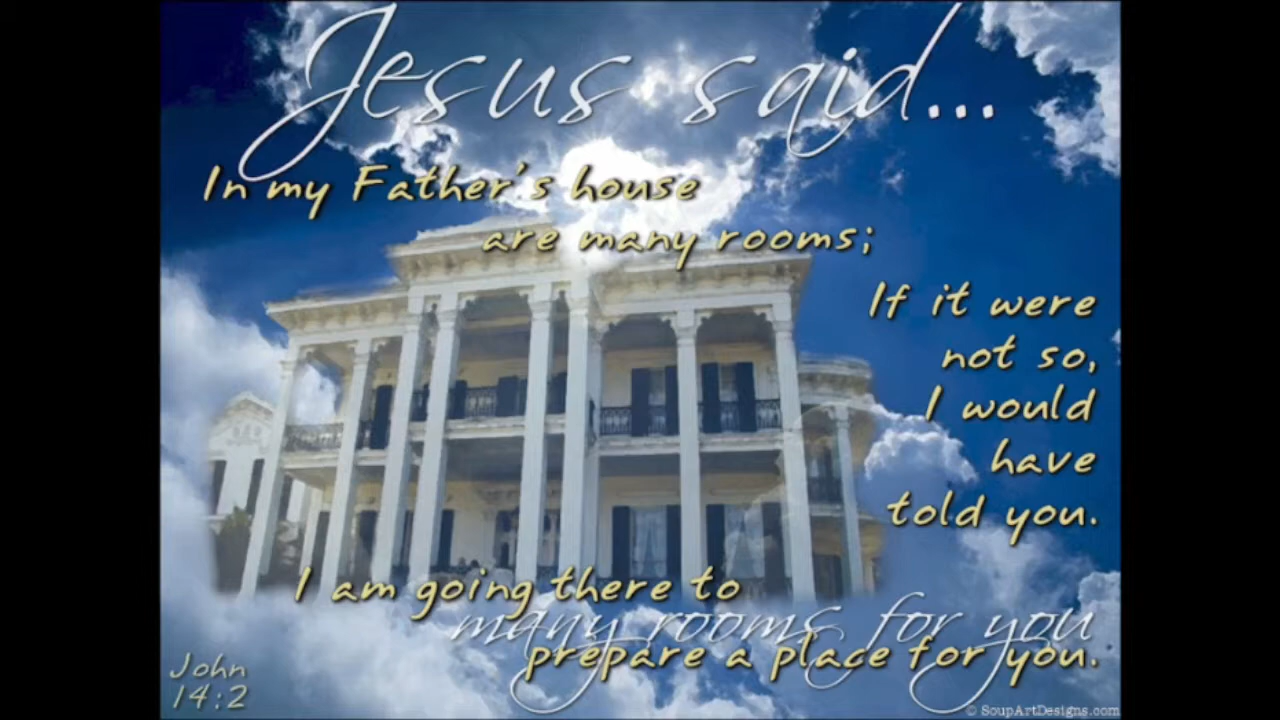 Jesus said...
In my Father's house
are many rooms;
If it were
not so,
I would
have
told you.
I am going there to
many rooms for you
prepare a place for you.
John
14:2
© SoupArtDesigns.com